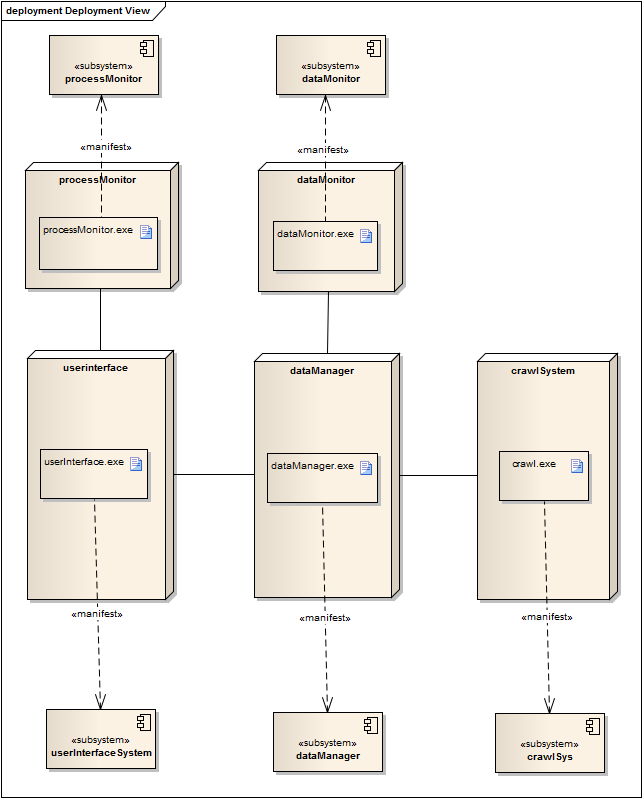 deployment Deployment View
«subsystem»
processMonitor
«subsystem»
dataMonitor
«manifest»
«manifest»
processMonitor
dataMonitor
processMonitor.exe
dataMonitor.exe
userinterface
dataManager
crawlSystem
userInterface.exe
dataManager.exe
crawl.exe
«manifest»
«manifest»
«manifest»
«subsystem»
userInterfaceSystem
«subsystem»
dataManager
«subsystem»
crawlSys